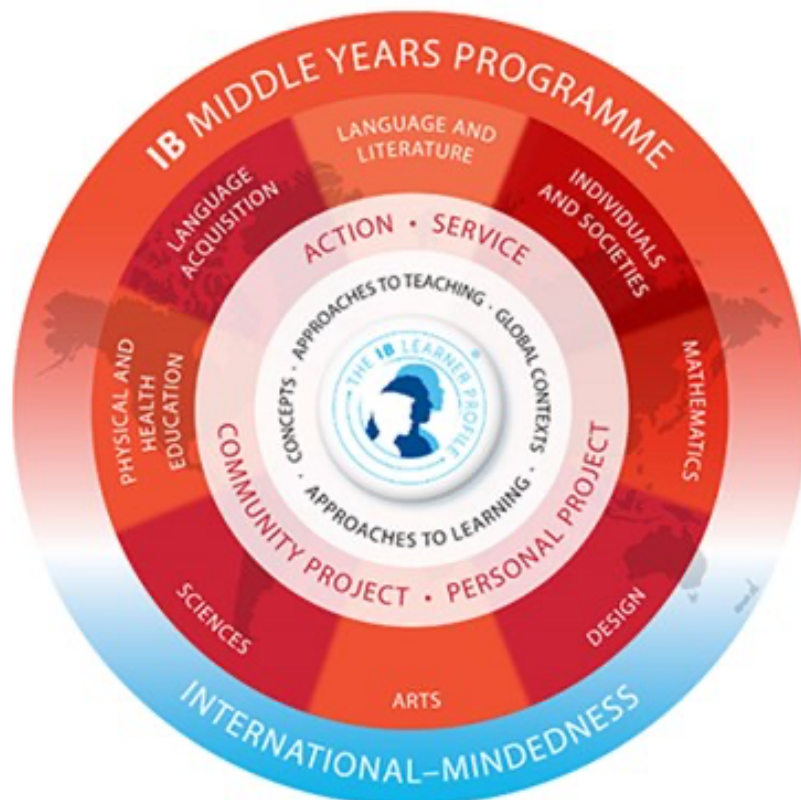 IB MIDDLE YEARS PROGRAMME
LANGUAGE AND
LITERATURE
INDIVIDUALS
AND SOCIETIES
MATHEMATICS
DESIGN
ARTS
SCIENCES
PHYSICAL AND
HEALTH
EDUCATION
LANGUAGE
ACQUISITION
ACTION • SERVICE
PERSONAL PROJECT
• COMMUNITY PROJECT
APPROACHES TO TEACHING · GLOBAL CONTEXTS ·
APPROACHES TO LEARNING
· CONCEPTS ·
THE IB LEARNER PROFILE ®
INTERNATIONAL–MINDEDNESS